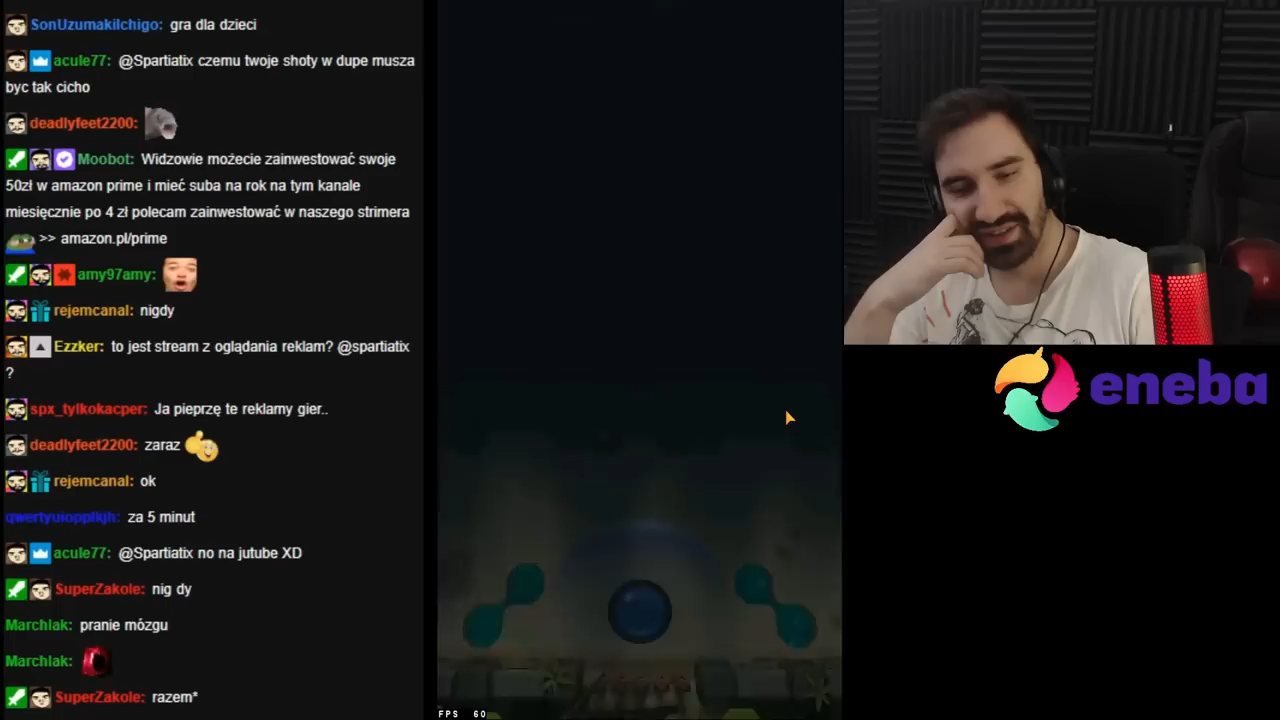 SonUzumakiIchigo: gra dla dzieci
acule77: @Spartiatix czemu twoje shoty w dupe musza
byc tak cicho
deadlyfeet2200:
Moobot: Widzowie możecie zainwestować swoje
50zł w amazon prime i mieć suba na rok na tym kanale
miesięcznie po 4 zł polecam zainwestować w naszego strimera
>> amazon.pl/prime
amy97amy:
rejemcanal: nigdy
Ezzker: to jest stream z oglądania reklam? @spartiatix
?
spx_tylkokacper: Ja pieprzę te reklamy gier..
deadlyfeet2200: zaraz
rejemcanal: ok
qwertyuiopplkjh: za 5 minut
acule77: @Spartiatix no na jutube XD
SuperZakole: nig dy
Marchlak: pranie mózgu
Marchlak:
SuperZakole: razem*
FPS 60
eneba